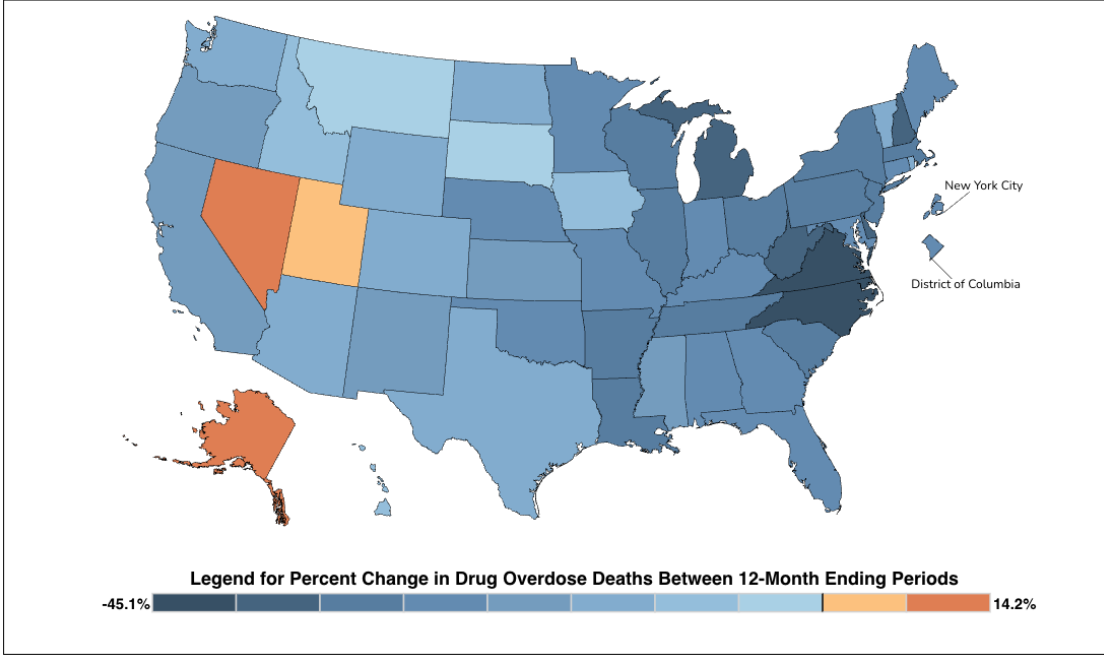 New York City
District of Columbia
Legend for Percent Change in Drug Overdose Deaths Between 12-Month Ending Periods
-45.1%
14.2%